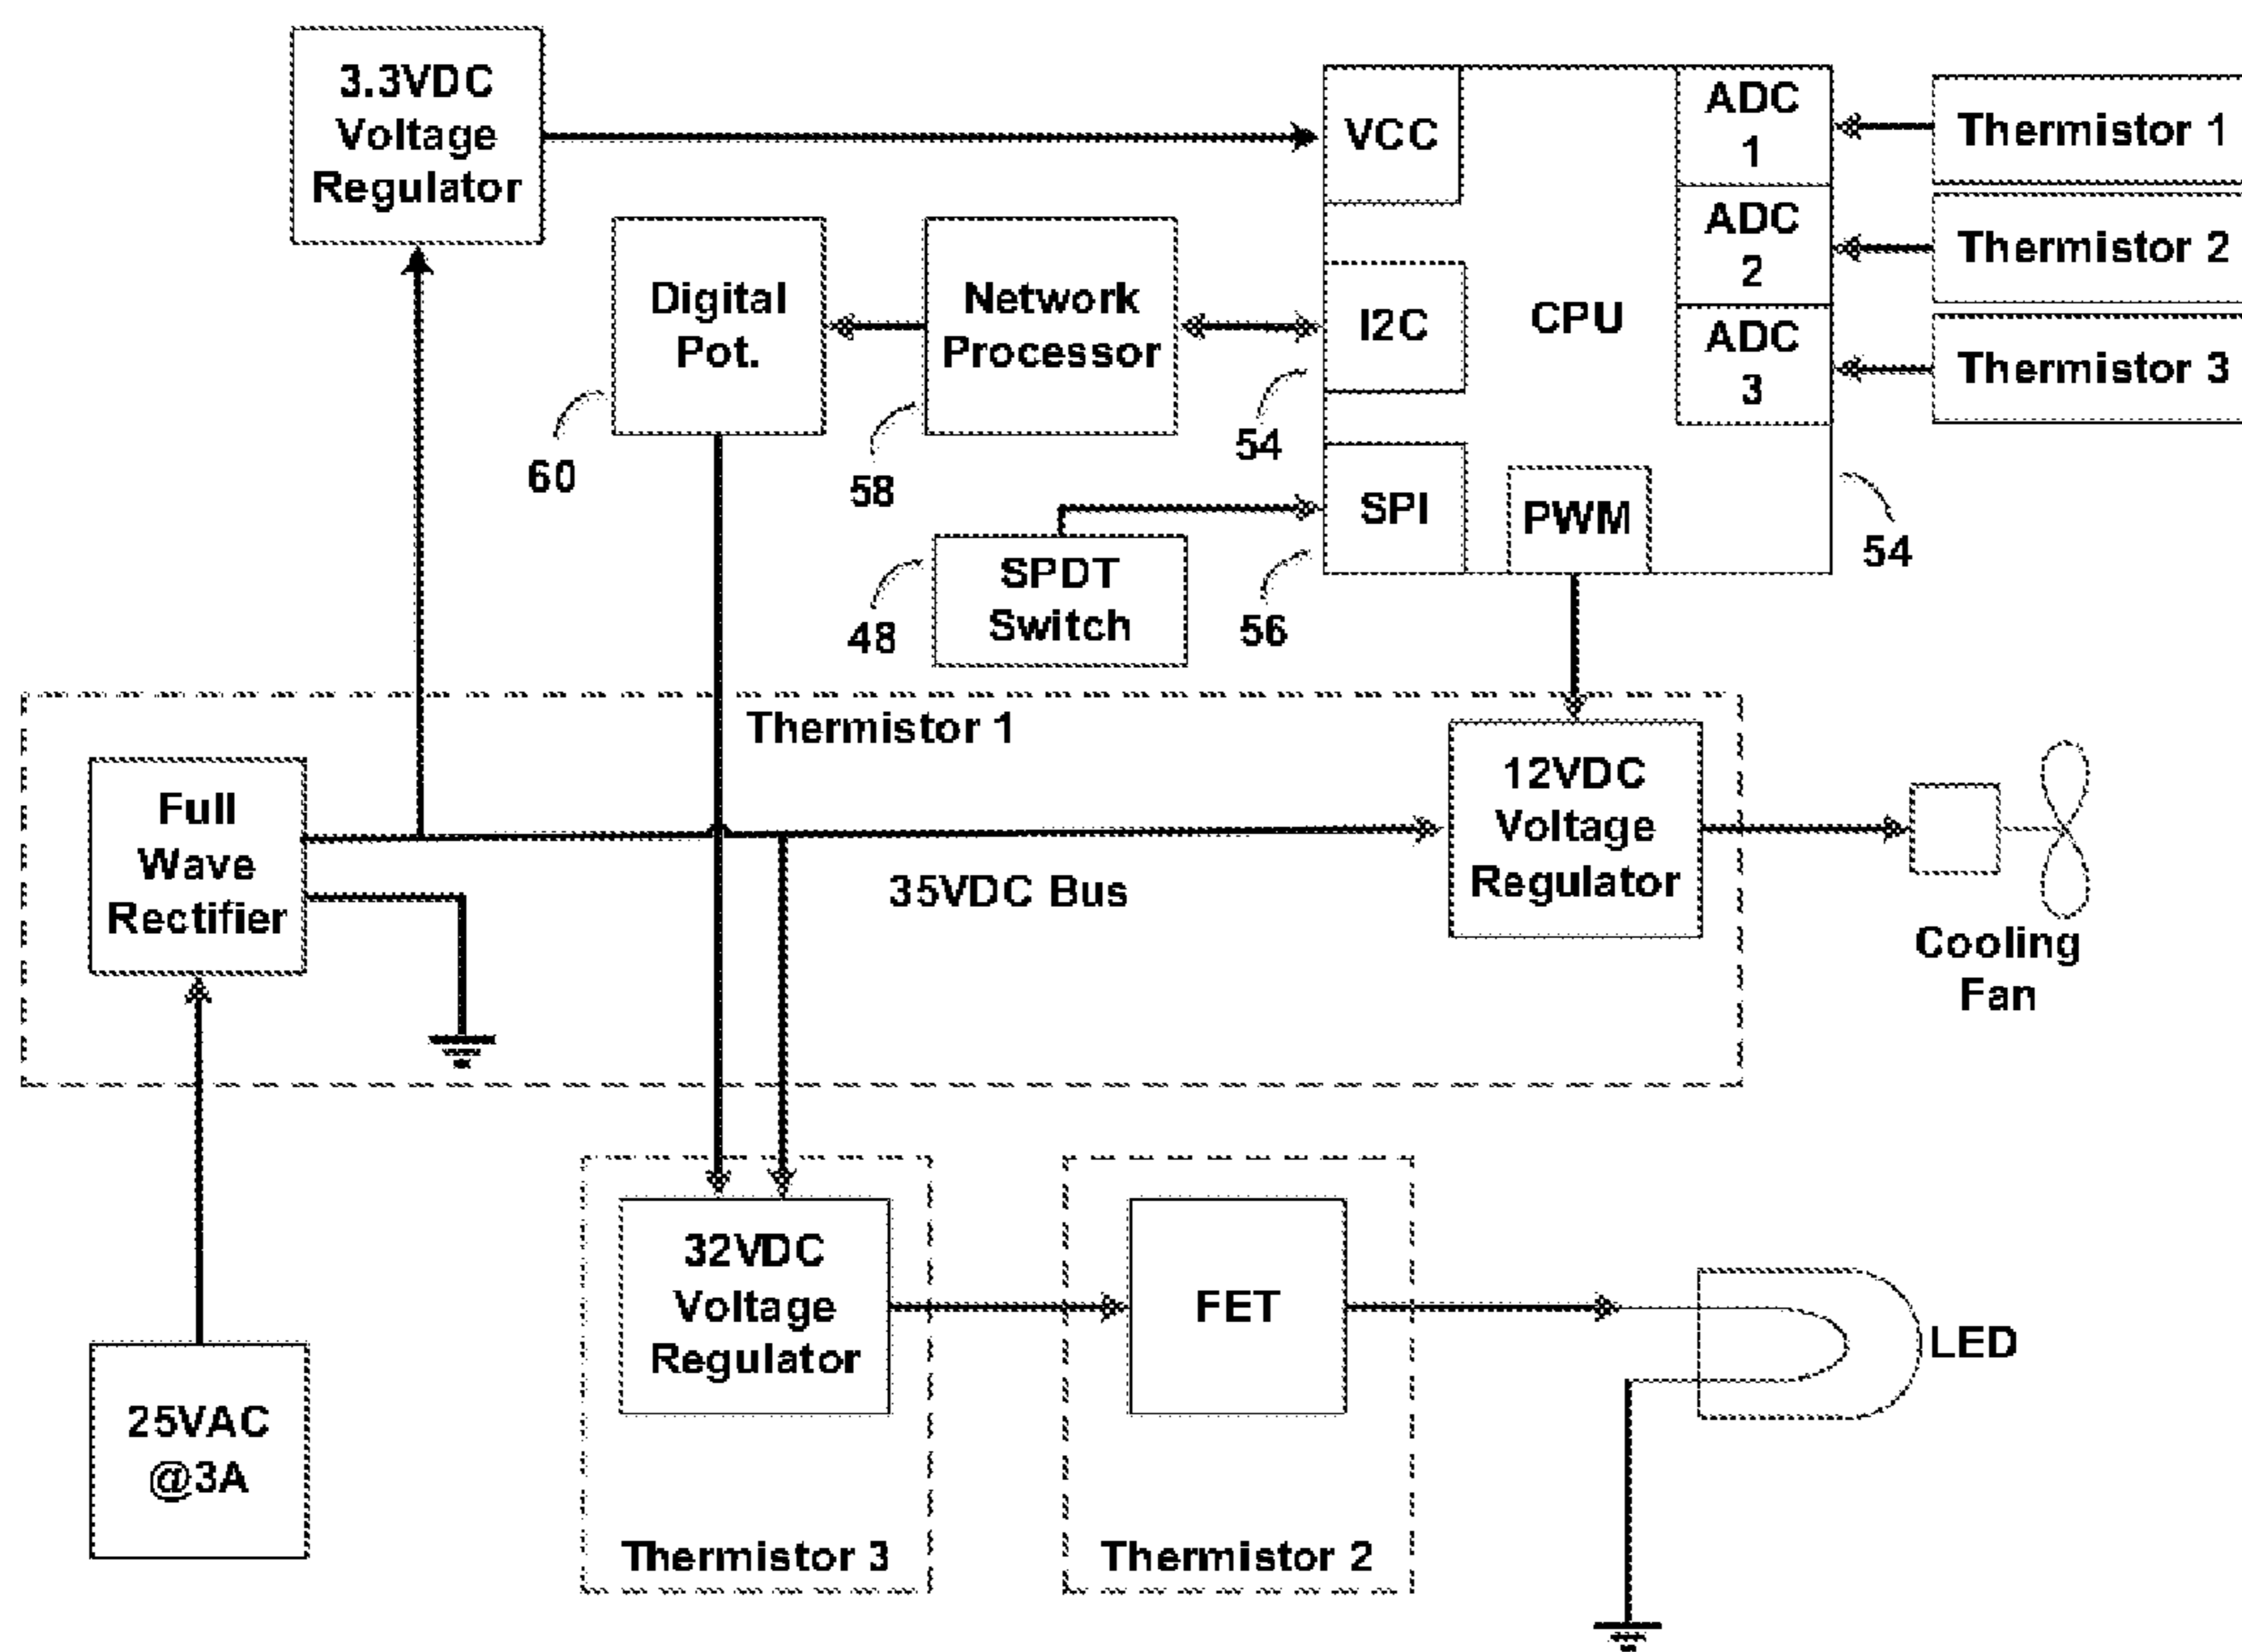 3.3VDC
Voltage
Regulator
VCC
ADC
1
Thermistor 1
ADC
2
Thermistor 2
Digital
Pot.
Network
Processor
I2C
CPU
ADC
3
Thermistor 3
60
58
54
SPI
PWM
54
SPDT
Switch
48
56
Thermistor 1
Full
Wave
Rectifier
35VDC Bus
12VDC
Voltage
Regulator
Cooling
Fan
32VDC
Voltage
Regulator
FET
LED
25VAC
@3A
Thermistor 3
Thermistor 2